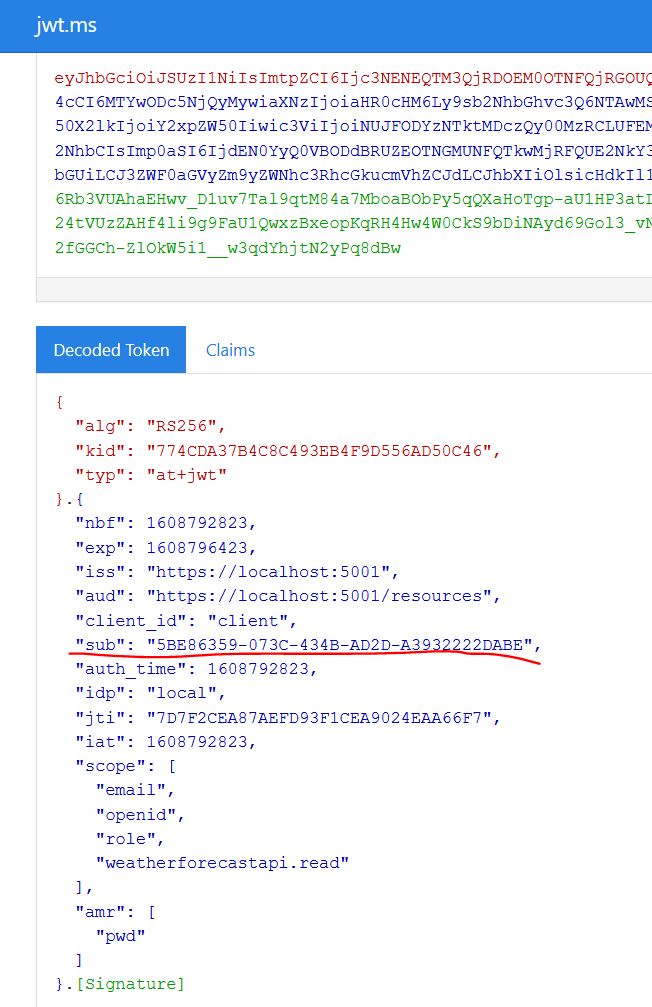 jwt.ms
eyJhbGciOiJSUzI1NiIsImtpZCI6Ijc3NENEQTM3QjRDOEM0OTNFQjRGOUQ
4cCI6MTYwODc5NjQyMywiaXNzIjoiaHR0cHM6Ly9sb2NhbGhvc3Q6NTAwMS
50X2lkIjoiY2xpZW50Iiwic3ViIjoiNUJFODYzNTktMDczQy00MzRCLUFEM
2NhbCIsImp0aSI6IjdEN0YyQ0VBODdBRUZEOTNGMUNFQTkwMjRFQUE2NkY3
bGUiLCJ3ZWF0aGVyZm9yZWNhc3RhcGkucmVhZCJdLCJhbXIiOlsicHdkIl1
6Rb3VUAhaEHwv_D1uv7Tal9qtM84a7MboaBObPy5qQXaHoTgp-aU1HP3atI
24tVUzZAHf4li9g9FaU1QwxzBxeopKqRH4Hw4W0CkS9bDiNAyd69Gol3_vN
2fGGCh-ZlOkW5i1__w3qdYhjtN2yPq8dBw
Decoded Token Claims
{
"alg": "RS256",
"kid": "774CDA37B4C8C493EB4F9D556AD50C46",
"typ": "at+jwt"
}.{
"nbf": 1608792823,
"exp": 1608796423,
"iss": "https://localhost:5001",
"aud": "https://localhost:5001/resources",
"client_id": "client",
"sub": "5BE86359-073C-434B-AD2D-A3932222DABE",
"auth_time": 1608792823,
"idp": "local",
"jti": "7D7F2CEA87AEFD93F1CEA9024EAA66F7",
"iat": 1608792823,
"scope": [
"email",
"openid",
"role",
"weatherforecastapi.read"
],
"amr": [
"pwd"
]
}.[Signature]